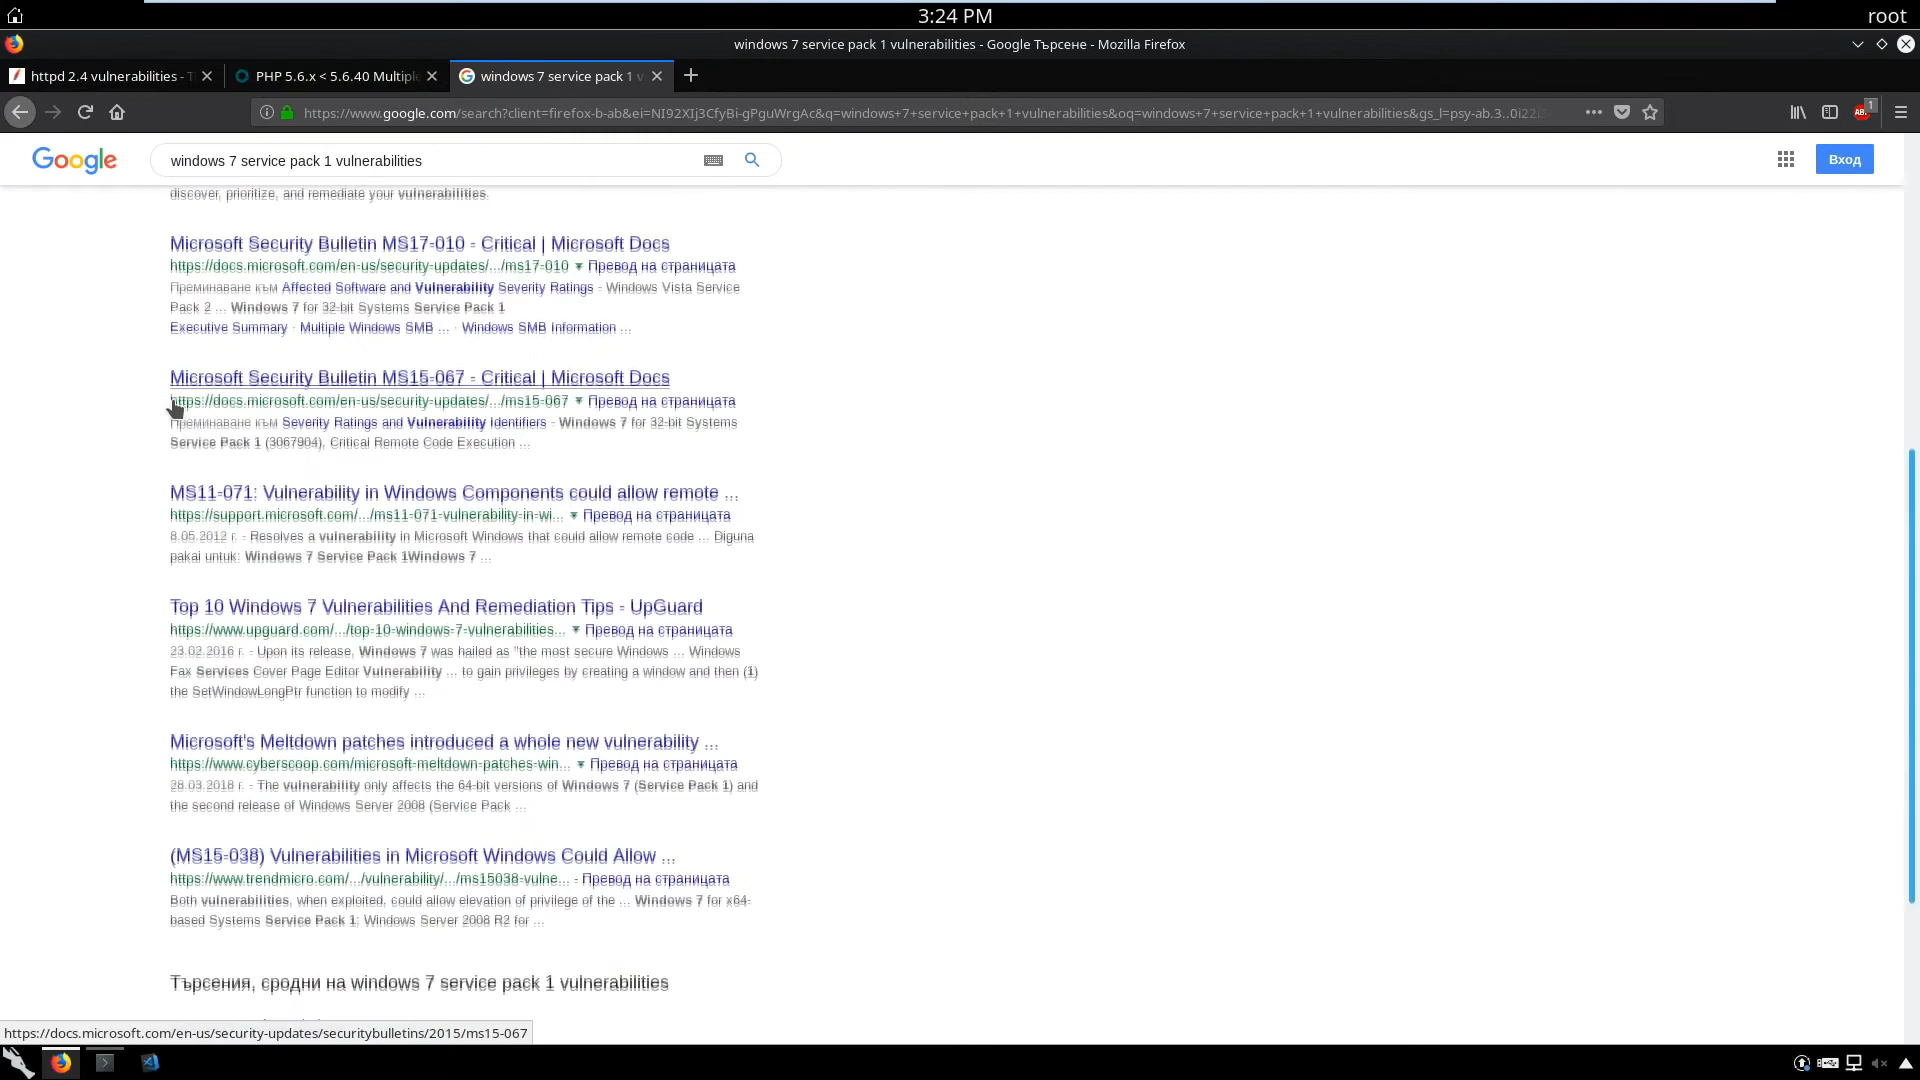 3:24 PM
root
windows 7 service pack 1 vulnerabilities - Google Търсене - Mozilla Firefox
httpd 2.4 vulnerabilities - T
PHP 5.6.x < 5.6.40 Multiple
windows 7 service pack 1 v
https://www.google.com/search?client=firefox-b-ab&ei=NI92XIj3CfyBi-gPguWrgAc&q=windows+7+service+pack+1+vulnerabilities&oq=windows+7+service+pack+1+vulnerabilities&gs_l=psy-ab.3..0i22i
1
Google
windows 7 service pack 1 vulnerabilities
Вход
discover, prioritize, and remediate your vulnerabilities.
Microsoft Security Bulletin MS17-010 - Critical | Microsoft Docs
https://docs.microsoft.com/en-us/security-updates/.../ms17-010 ▼ Превод на страницата
Преминаване към Affected Software and Vulnerability Severity Ratings - Windows Vista Service
Pack 2 ... Windows 7 for 32-bit Systems Service Pack 1
Executive Summary · Multiple Windows SMB ... · Windows SMB Information ...
Microsoft Security Bulletin MS15-067 - Critical | Microsoft Docs
https://docs.microsoft.com/en-us/security-updates/.../ms15-067 ▼ Превод на страницата
Преминаване към Severity Ratings and Vulnerability Identifiers - Windows 7 for 32-bit Systems
Service Pack 1 (3067904), Critical Remote Code Execution ...
MS11-071: Vulnerability in Windows Components could allow remote ...
https://support.microsoft.com/.../ms11-071-vulnerability-in-wi... ▼ Превод на страницата
8.05.2012 г. - Resolves a vulnerability in Microsoft Windows that could allow remote code ... Diguna
pakai untuk: Windows 7 Service Pack 1Windows 7 ...
Top 10 Windows 7 Vulnerabilities And Remediation Tips - UpGuard
https://www.upguard.com/.../top-10-windows-7-vulnerabilities... ▼ Превод на страницата
23.02.2016 г. - Upon its release, Windows 7 was hailed as "the most secure Windows ... Windows
Fax Services Cover Page Editor Vulnerability ... to gain privileges by creating a window and then (1)
the SetWindowLongPtr function to modify ...
Microsoft's Meltdown patches introduced a whole new vulnerability ...
https://www.cyberscoop.com/microsoft-meltdown-patches-win... ▼ Превод на страницата
28.03.2018 г. - The vulnerability only affects the 64-bit versions of Windows 7 (Service Pack 1) and
the second release of Windows Server 2008 (Service Pack ...
(MS15-038) Vulnerabilities in Microsoft Windows Could Allow ...
https://www.trendmicro.com/.../vulnerability/.../ms15038-vulne... - Превод на страницата
Both vulnerabilities, when exploited, could allow elevation of privilege of the ... Windows 7 for x64-
based Systems Service Pack 1; Windows Server 2008 R2 for ...
Търсения, сродни на windows 7 service pack 1 vulnerabilities
https://docs.microsoft.com/en-us/security-updates/securitybulletins/2015/ms15-067